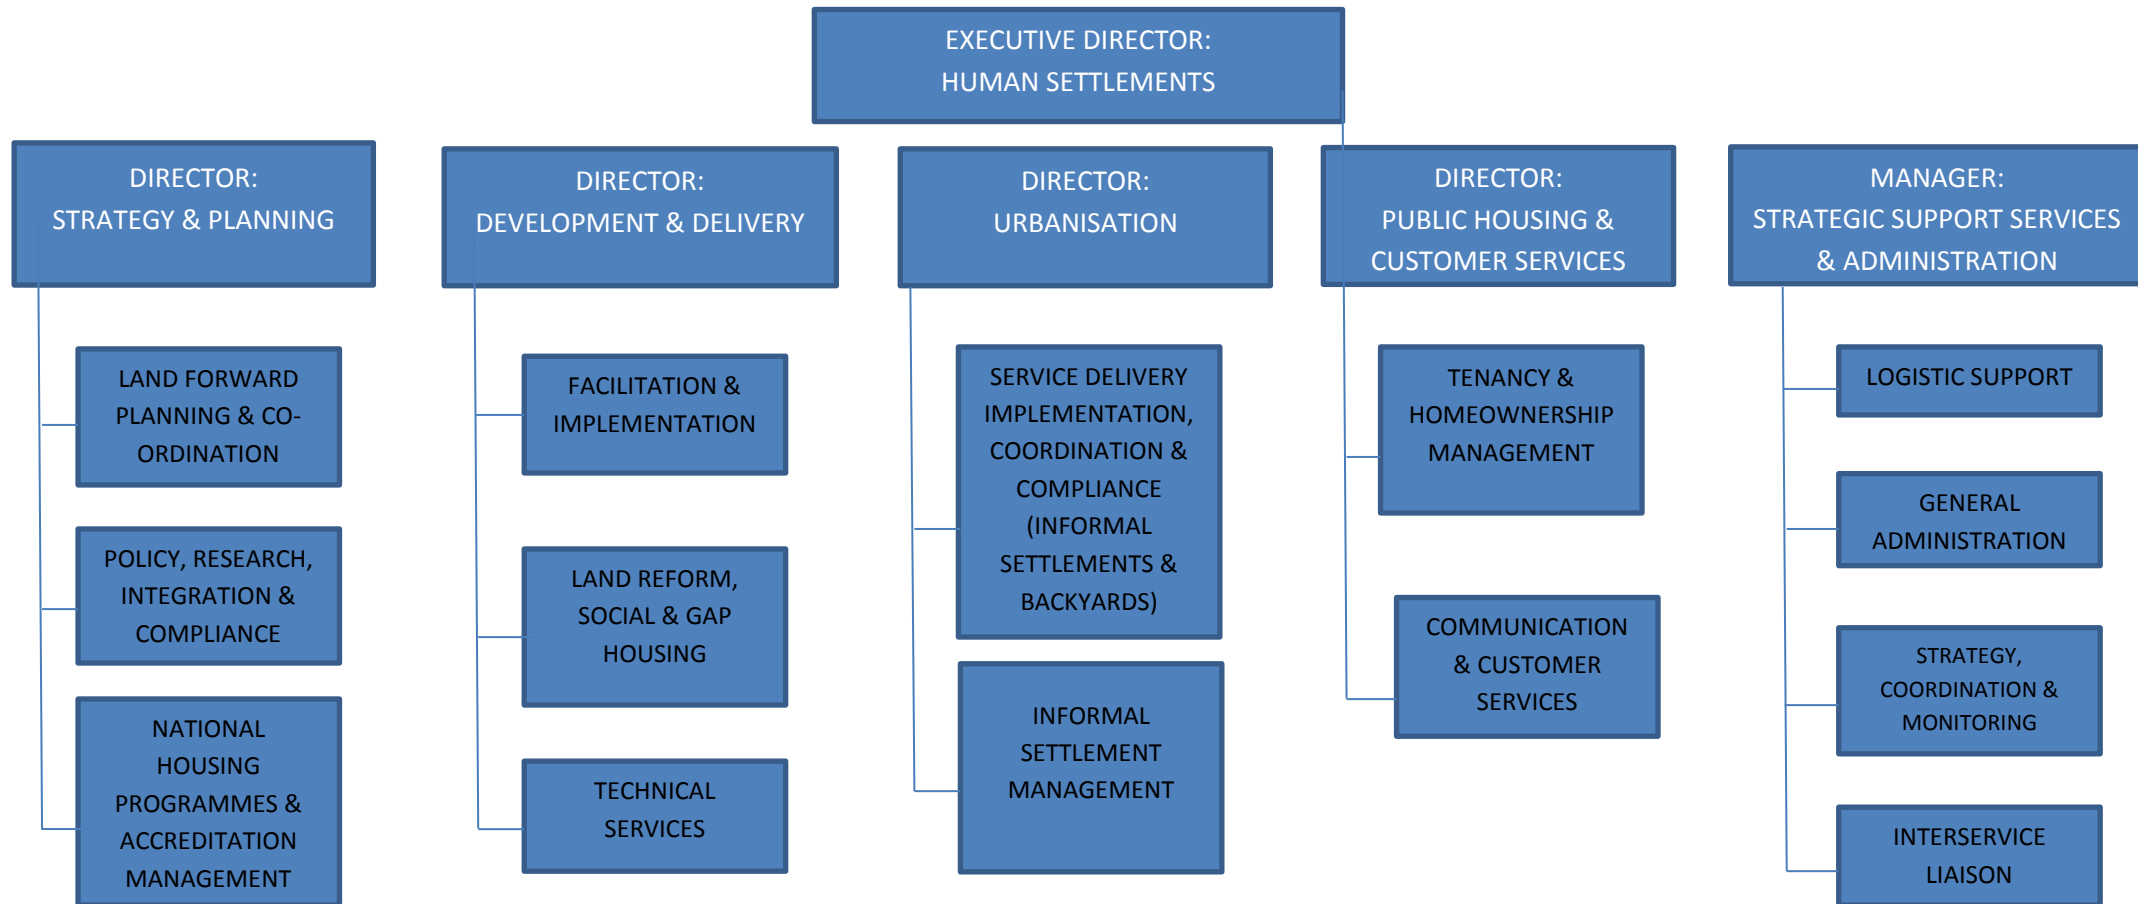 EXECUTIVE DIRECTOR:
HUMAN SETTLEMENTS
DIRECTOR:
STRATEGY & PLANNING
DIRECTOR:
DEVELOPMENT & DELIVERY
DIRECTOR:
URBANISATION
DIRECTOR:
PUBLIC HOUSING &
CUSTOMER SERVICES
MANAGER:
STRATEGIC SUPPORT SERVICES
& ADMINISTRATION
LAND FORWARD
PLANNING & CO-
ORDINATION
POLICY, RESEARCH,
INTEGRATION &
COMPLIANCE
NATIONAL
HOUSING
PROGRAMMES &
ACCREDITATION
MANAGEMENT
FACILITATION &
IMPLEMENTATION
LAND REFORM,
SOCIAL & GAP
HOUSING
TECHNICAL
SERVICES
SERVICE DELIVERY
IMPLEMENTATION,
COORDINATION &
COMPLIANCE
(INFORMAL
SETTLEMENTS &
BACKYARDS)
INFORMAL
SETTLEMENT
MANAGEMENT
TENANCY &
HOMEOWNERSHIP
MANAGEMENT
COMMUNICATION
& CUSTOMER
SERVICES
LOGISTIC SUPPORT
GENERAL
ADMINISTRATION
STRATEGY,
COORDINATION &
MONITORING
INTERSERVICE
LIAISON